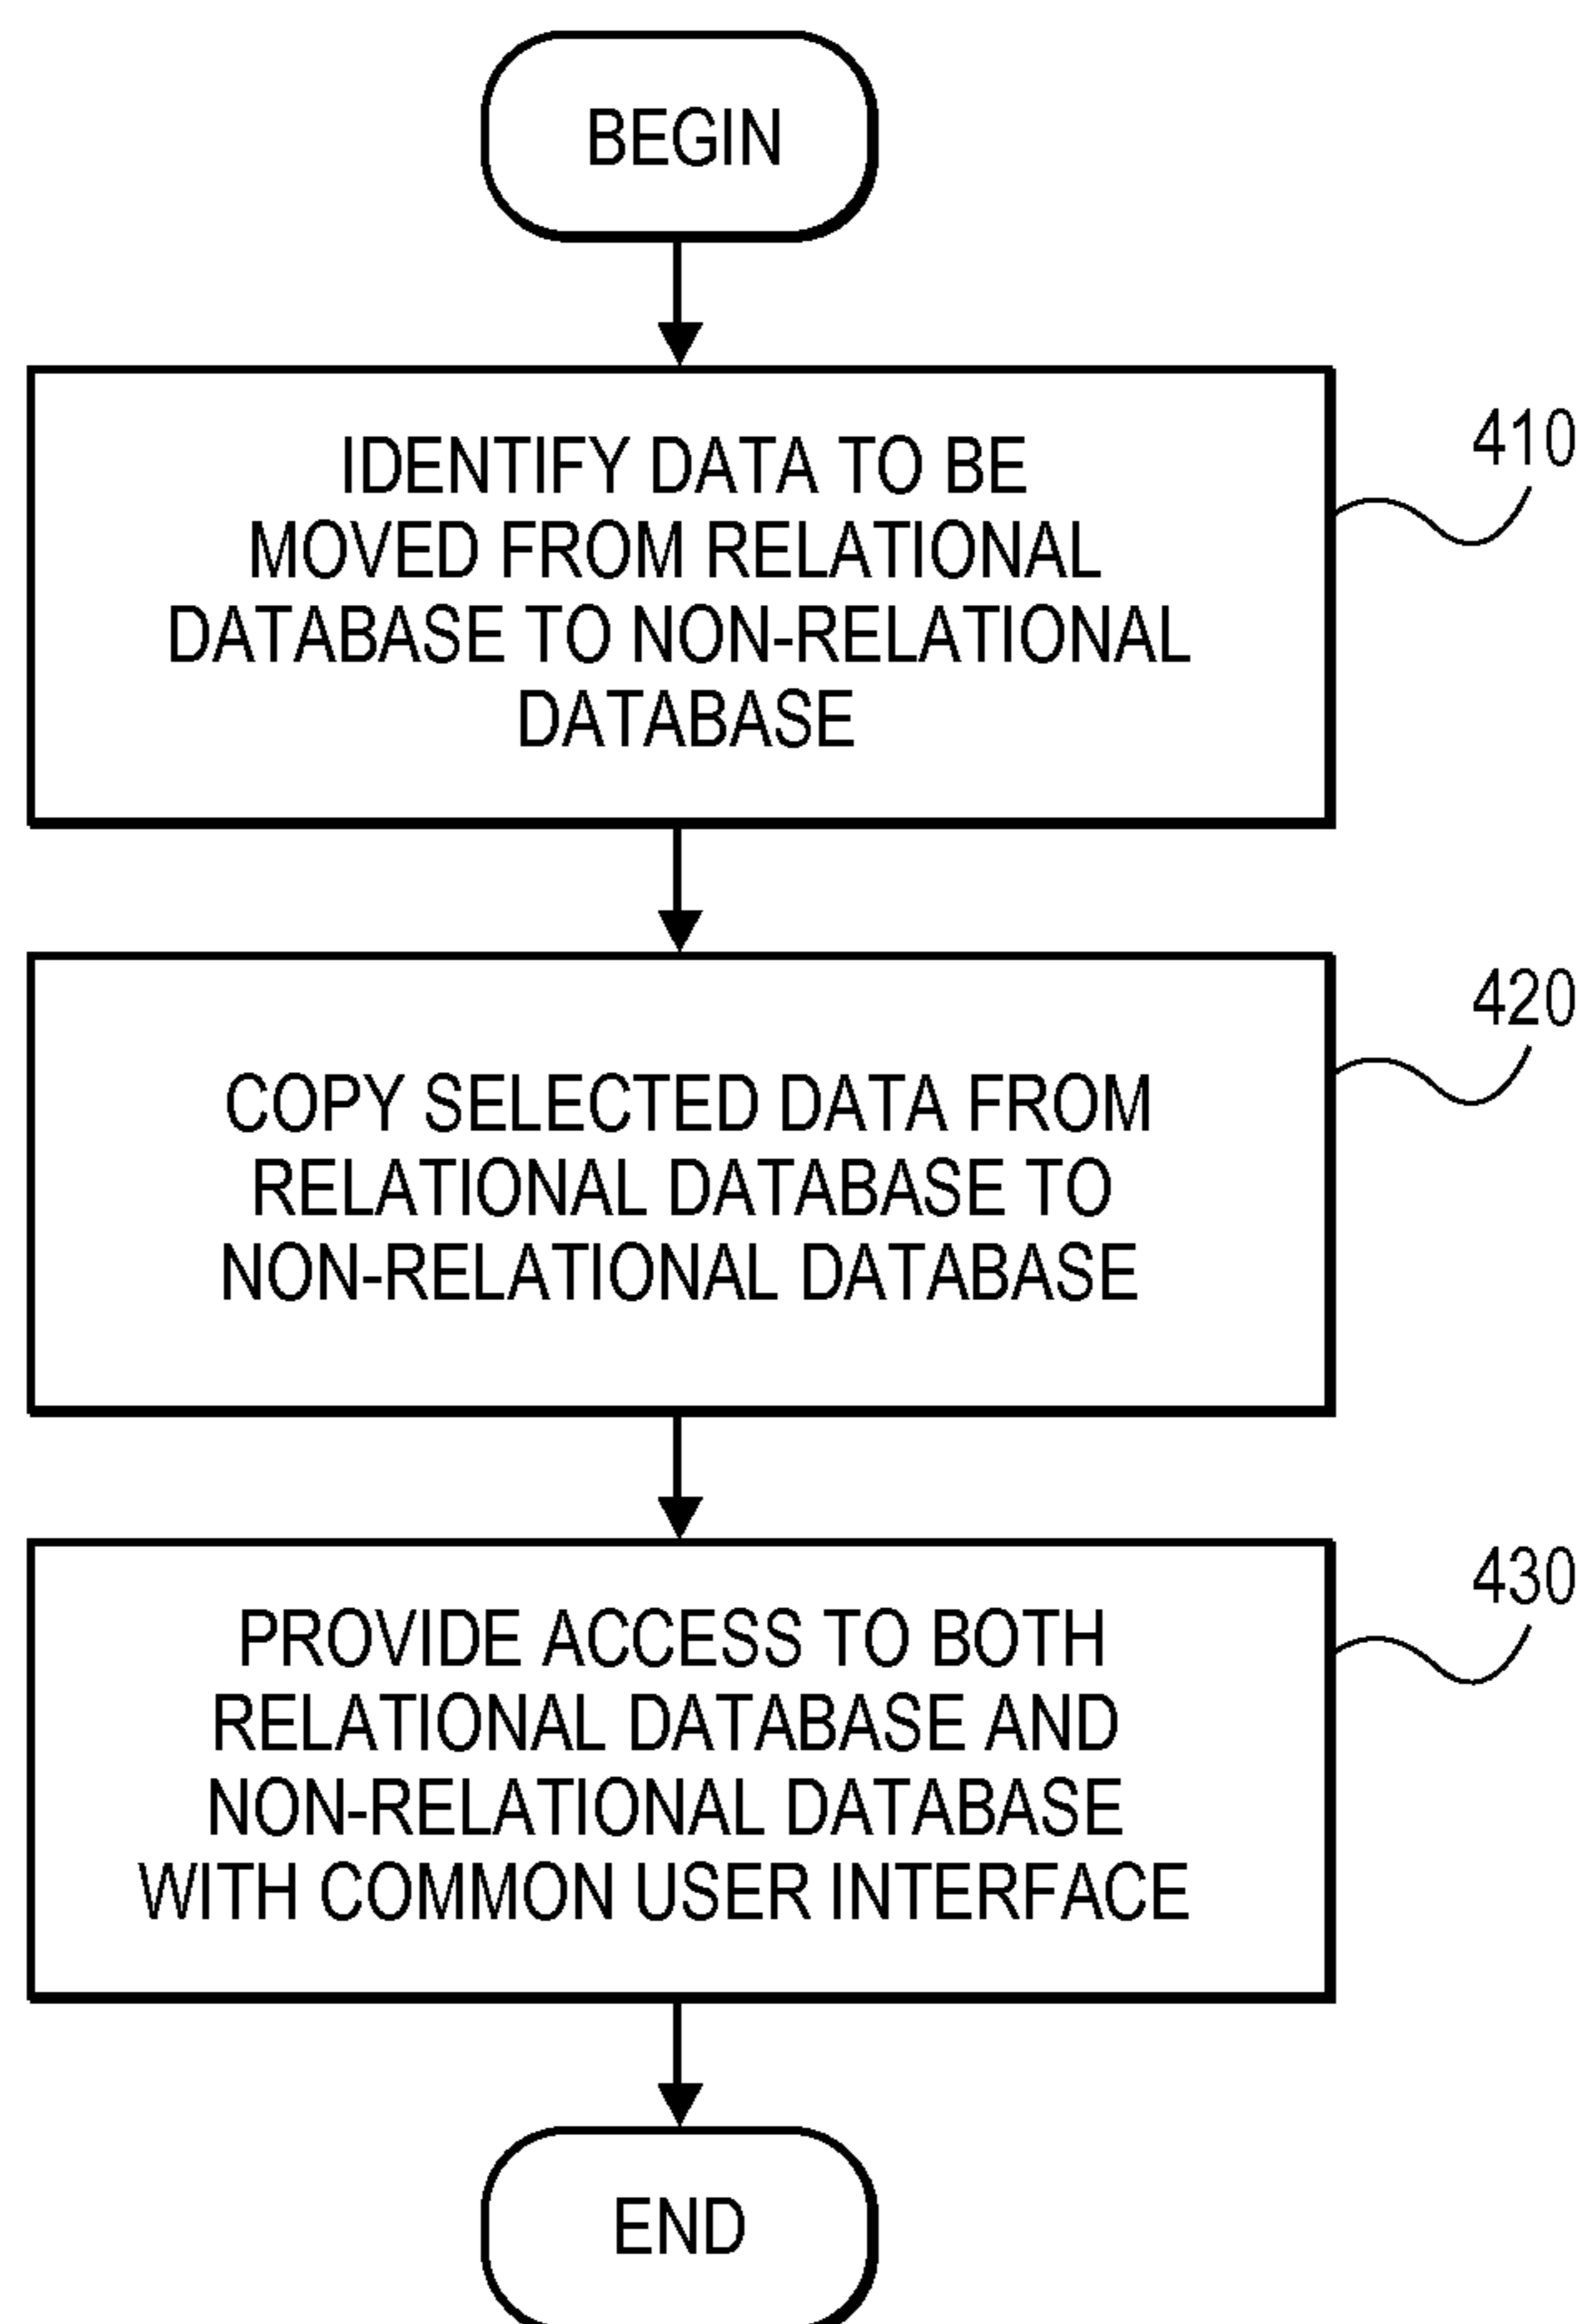 BEGIN
IDENTIFY DATA TO BE
MOVED FROM RELATIONAL
DATABASE TO NON-RELATIONAL
DATABASE
410
COPY SELECTED DATA FROM
RELATIONAL DATABASE TO
NON-RELATIONAL DATABASE
420
PROVIDE ACCESS TO BOTH
RELATIONAL DATABASE AND
NON-RELATIONAL DATABASE
WITH COMMON USER INTERFACE
430
END